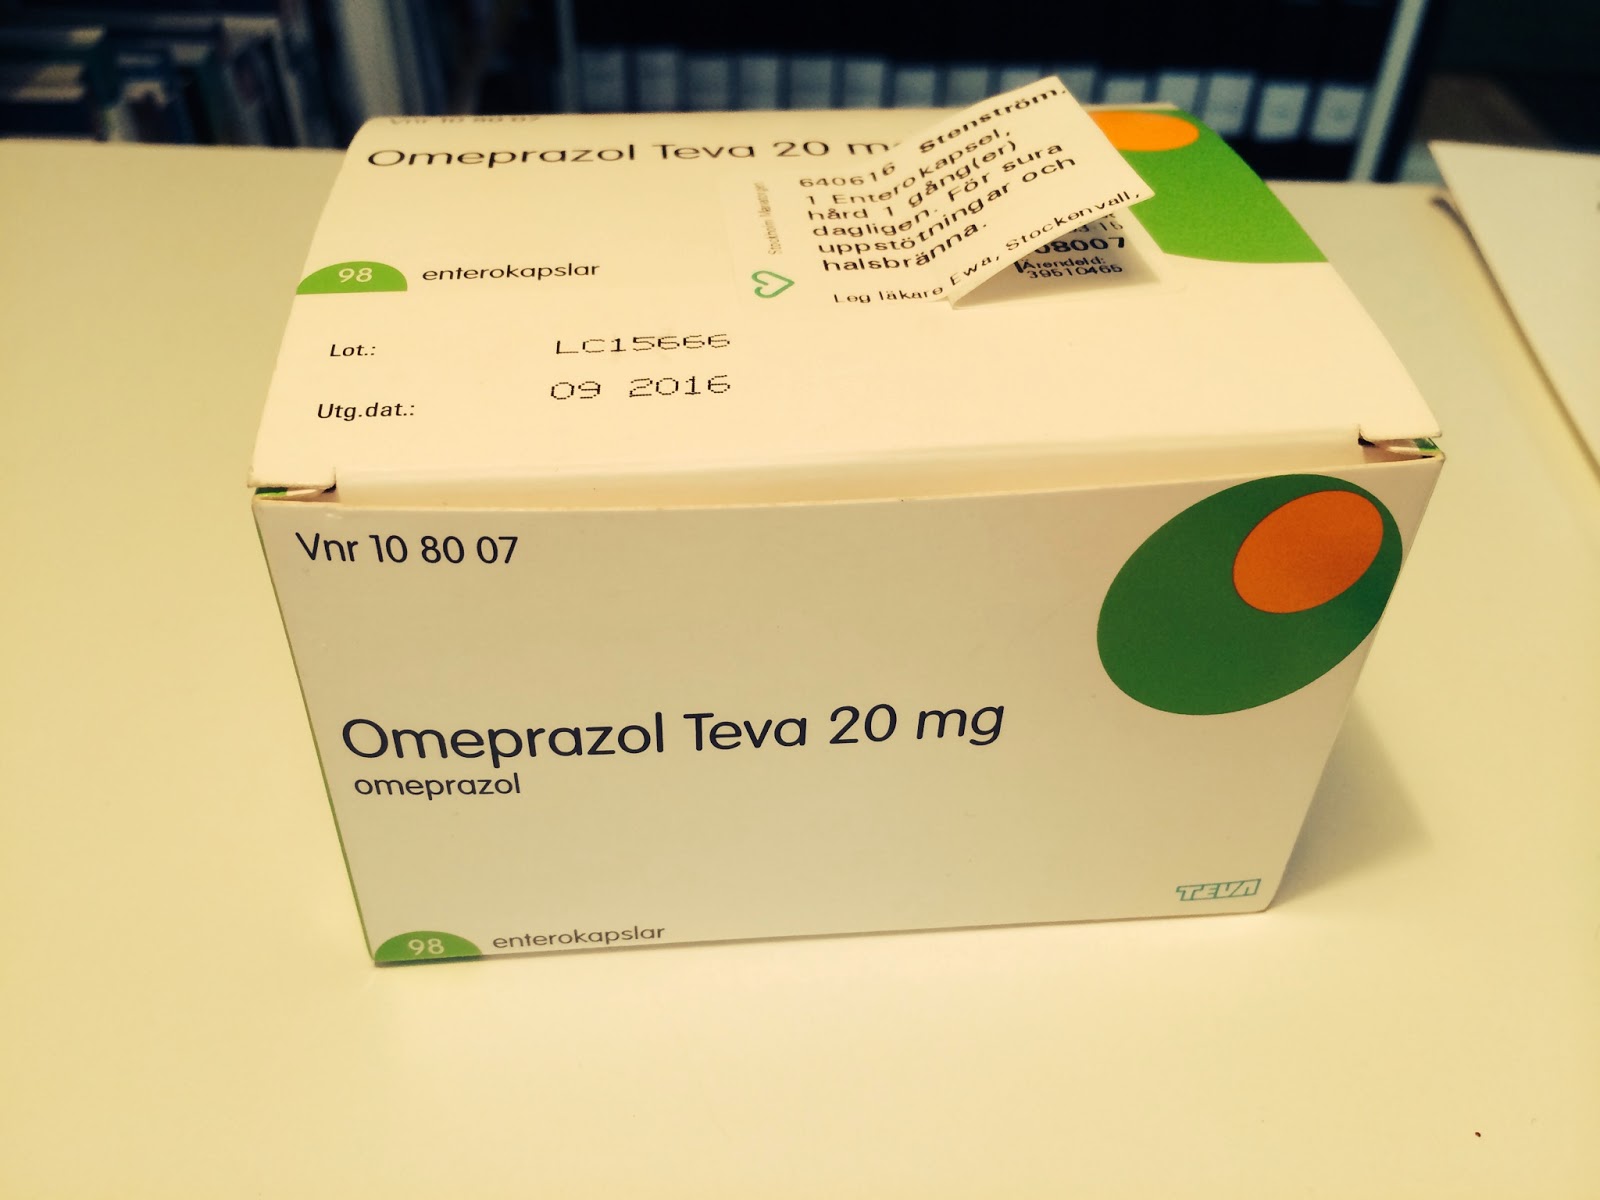 Vnr 10 80 07
Omeprazol Teva 20 m
98 enterokapslar
Lot.: LC15666
Utg.dat.: 09 2016
640616 Stenström,
1 Enterokapsel,
hård 1 gång(er)
dagligen. För sura
uppstötningar och
halsbränna.
Leg läkare Ewa, Stockenvall,
08007
ÄrendeId:
39510465
Vnr 10 80 07
Omeprazol Teva 20 mg
omeprazol
98 enterokapslar
TEVA